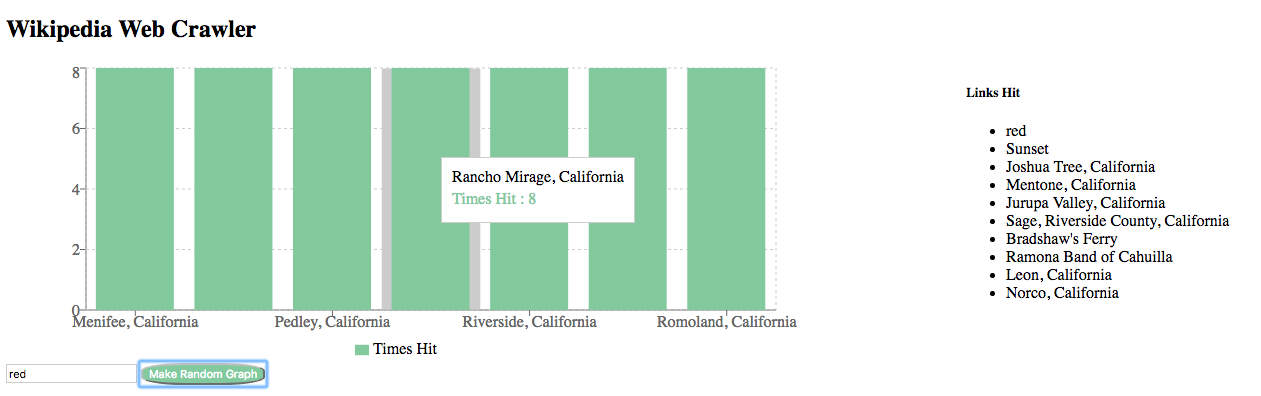 Wikipedia Web Crawler
8
6
4
2
0
Rancho Mirage, California
Times Hit : 8
Menifee, California
Pedley, California
Riverside, California
Romoland, California
Times Hit
red
Make Random Graph
Links Hit
red
Sunset
Joshua Tree, California
Mentone, California
Jurupa Valley, California
Sage, Riverside County, California
Bradshaw's Ferry
Ramona Band of Cahuilla
Leon, California
Norco, California